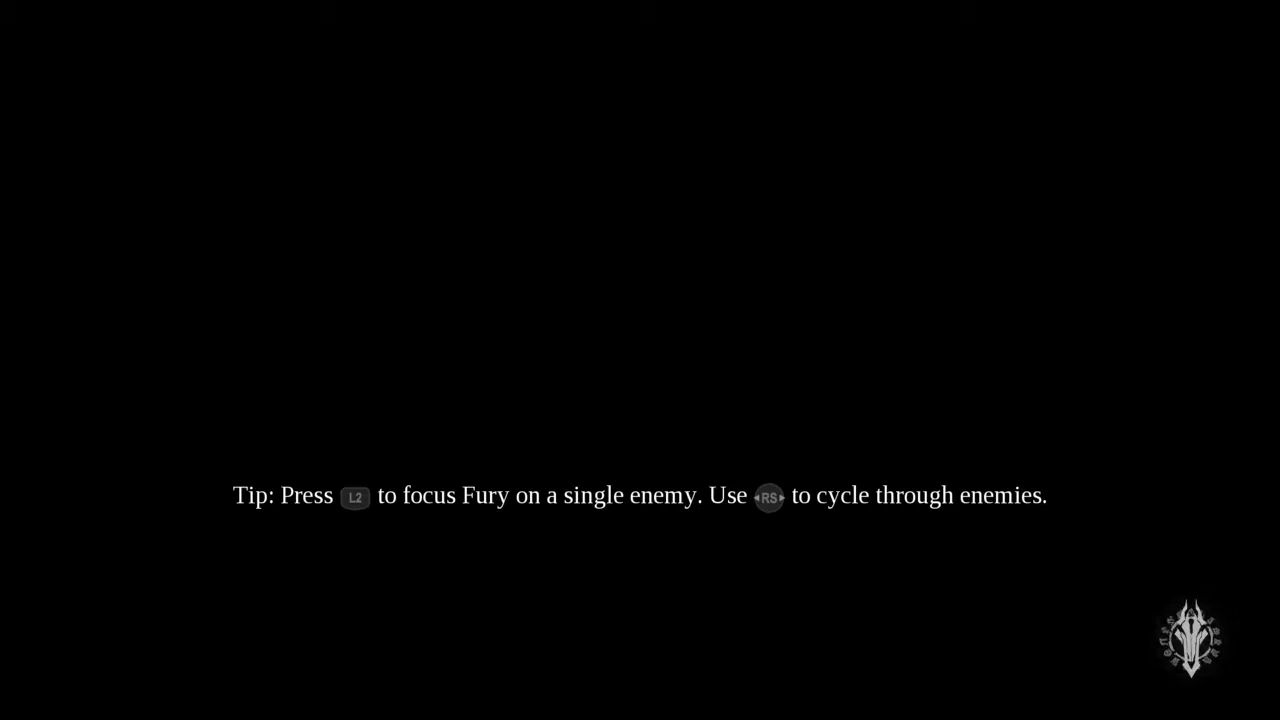 Tip: Press L2 to focus Fury on a single enemy. Use RS to cycle through enemies.